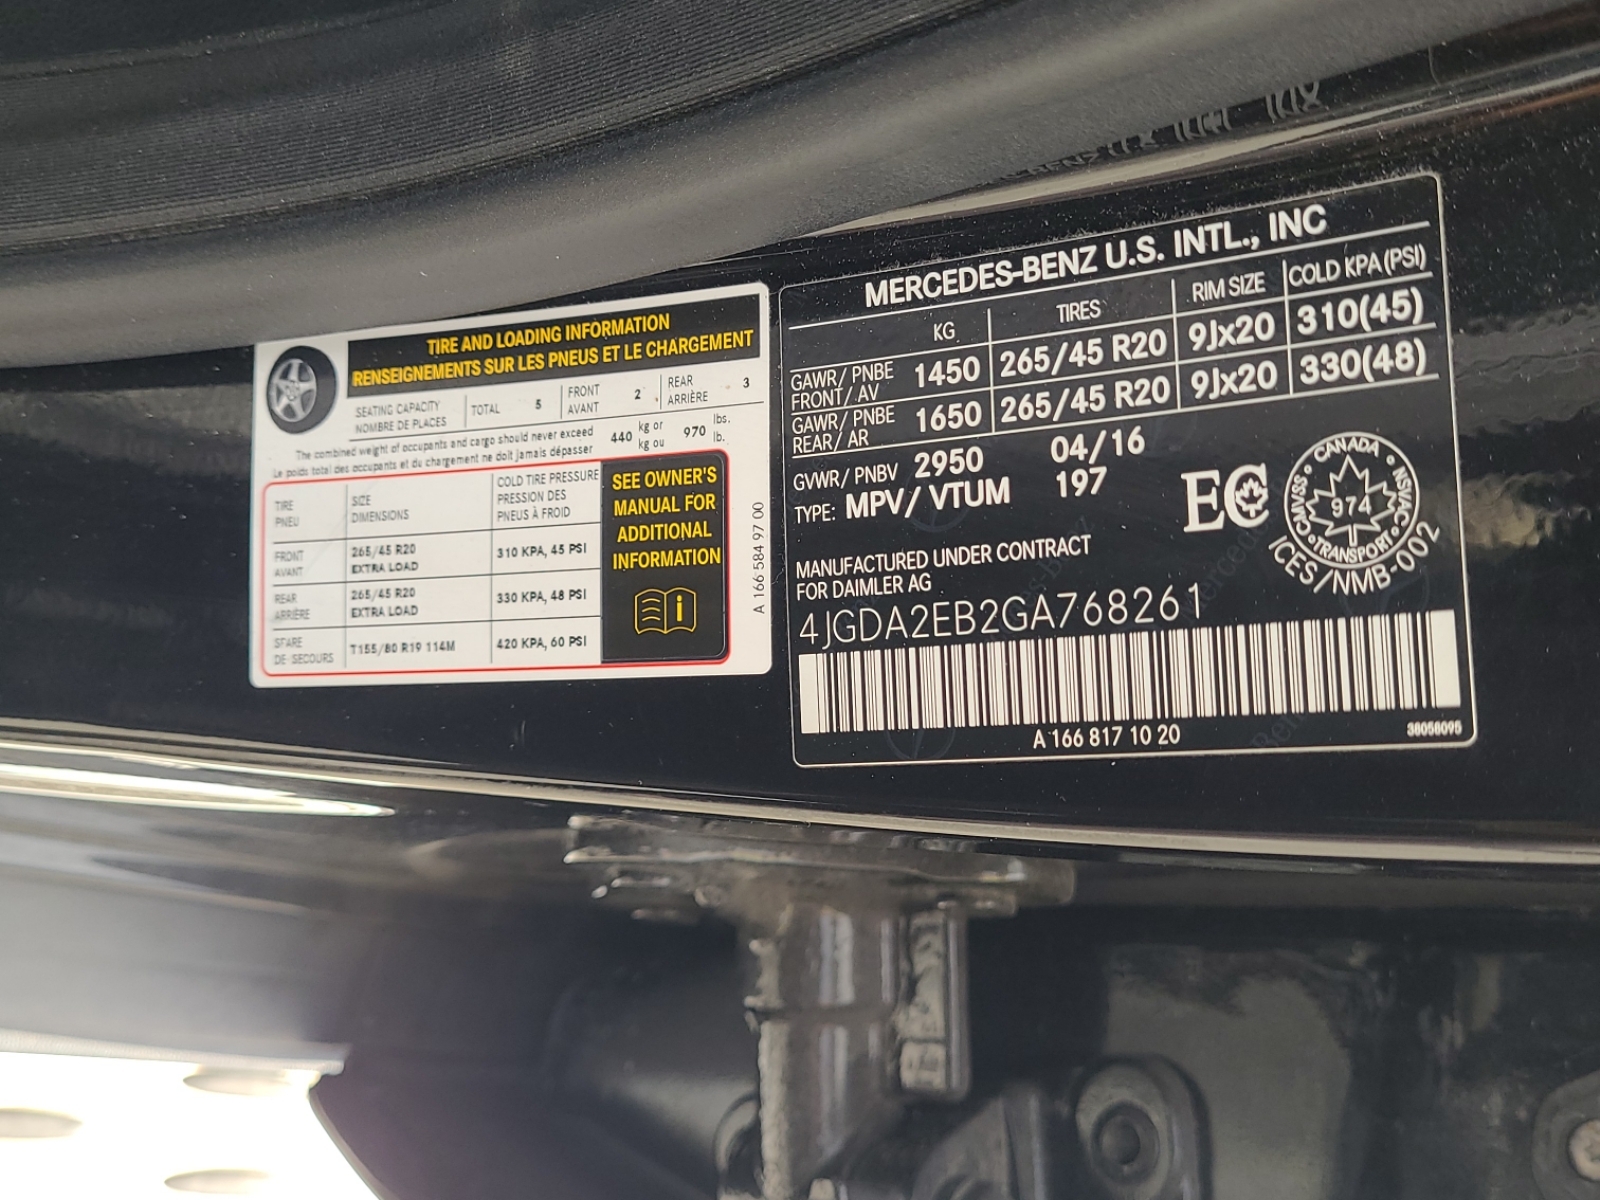 TIRE AND LOADING INFORMATION
RENSEIGNEMENTS SUR LES PNEUS ET LE CHARGEMENT
SEATING CAPACITY
NOMBRE DE PLACES
TOTAL 5
FRONT
AVANT
2
REAR
ARRIÈRE
3
The combined weight of occupants and cargo should never exceed
Le poids total des occupants et du chargement ne doit jamais dépasser
440 kg or
kg ou
970 lbs.
lb.
TIRE
PNEU
SIZE
DIMENSIONS
COLD TIRE PRESSURE
PRESSION DES
PNEUS À FROID
FRONT
AVANT
265/45 R20
EXTRA LOAD
310 KPA, 45 PSI
REAR
ARRIÈRE
265/45 R20
EXTRA LOAD
330 KPA, 48 PSI
SPARE
DE SECOURS
T155/80 R19 114M
420 KPA, 60 PSI
SEE OWNER'S
MANUAL FOR
ADDITIONAL
INFORMATION
A 166 584 97 00
MERCEDES-BENZ U.S. INTL., INC
KG TIRES RIM SIZE COLD KPA(PSI)
GAWR/ PNBE
FRONT/ AV
1450 265/45 R20 9Jx20 310(45)
GAWR/ PNBE
REAR/ AR
1650 265/45 R20 9Jx20 330(48)
GVWR/ PNBV 2950 04/16
TYPE: MPV/ VTUM 197
EC
CANADA
CMVSS
974
NSVAC
TRANSPORT
ICES/NMB-002
MANUFACTURED UNDER CONTRACT
FOR DAIMLER AG
4JGDA2EB2GA768261
A 166 817 10 20
38058095